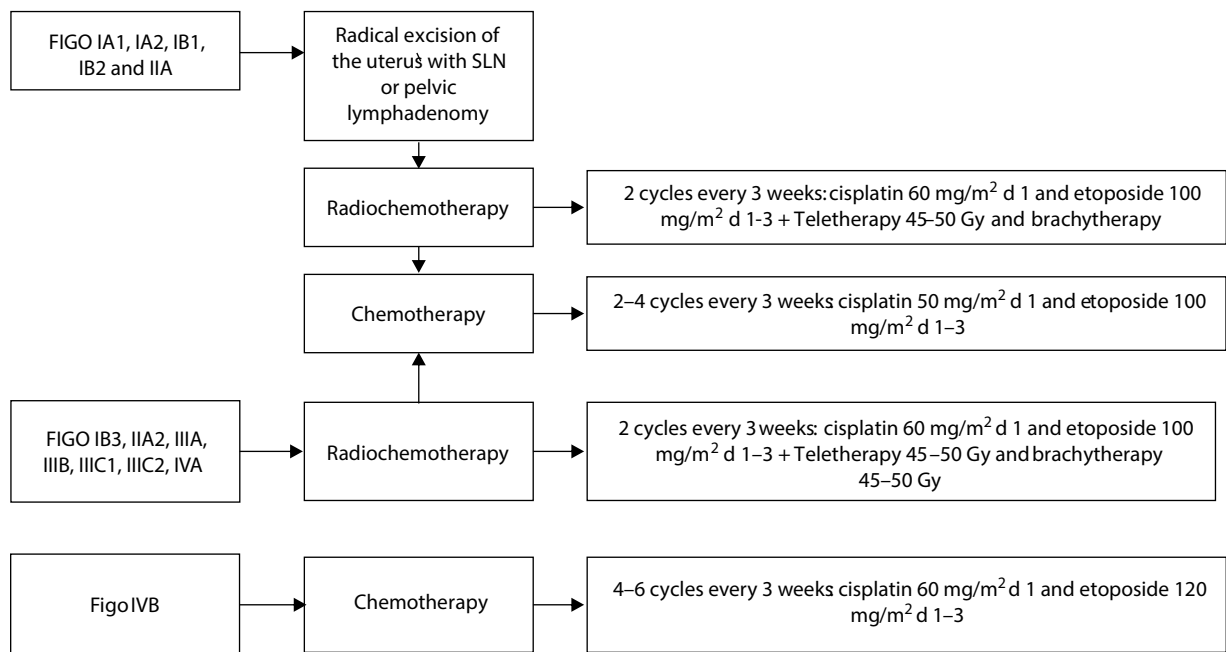 FIGO IA1, IA2, IB1,
IB2 and IIA
Radical excision of
the uterus̀ with SLN
or pelvic
lymphadenomy
Radiochemotherapy
2 cycles every 3 weeks: cisplatin 60 mg/m² d 1 and etoposide 100
mg/m² d 1-3 + Teletherapy 45–50 Gy and brachytherapy
Chemotherapy
2–4 cycles every 3 weeks: cisplatin 50 mg/m² d 1 and etoposide 100
mg/m² d 1–3
FIGO IB3, IIA2, IIIA,
IIIB, IIIC1, IIIC2, IVA
Radiochemotherapy
2 cycles every 3 weeks: cisplatin 60 mg/m² d 1 and etoposide 100
mg/m² d 1–3 + Teletherapy 45–50 Gy and brachytherapy
45–50 Gy
Figo IVB
Chemotherapy
4–6 cycles every 3 weeks: cisplatin 60 mg/m² d 1 and etoposide 120
mg/m² d 1–3